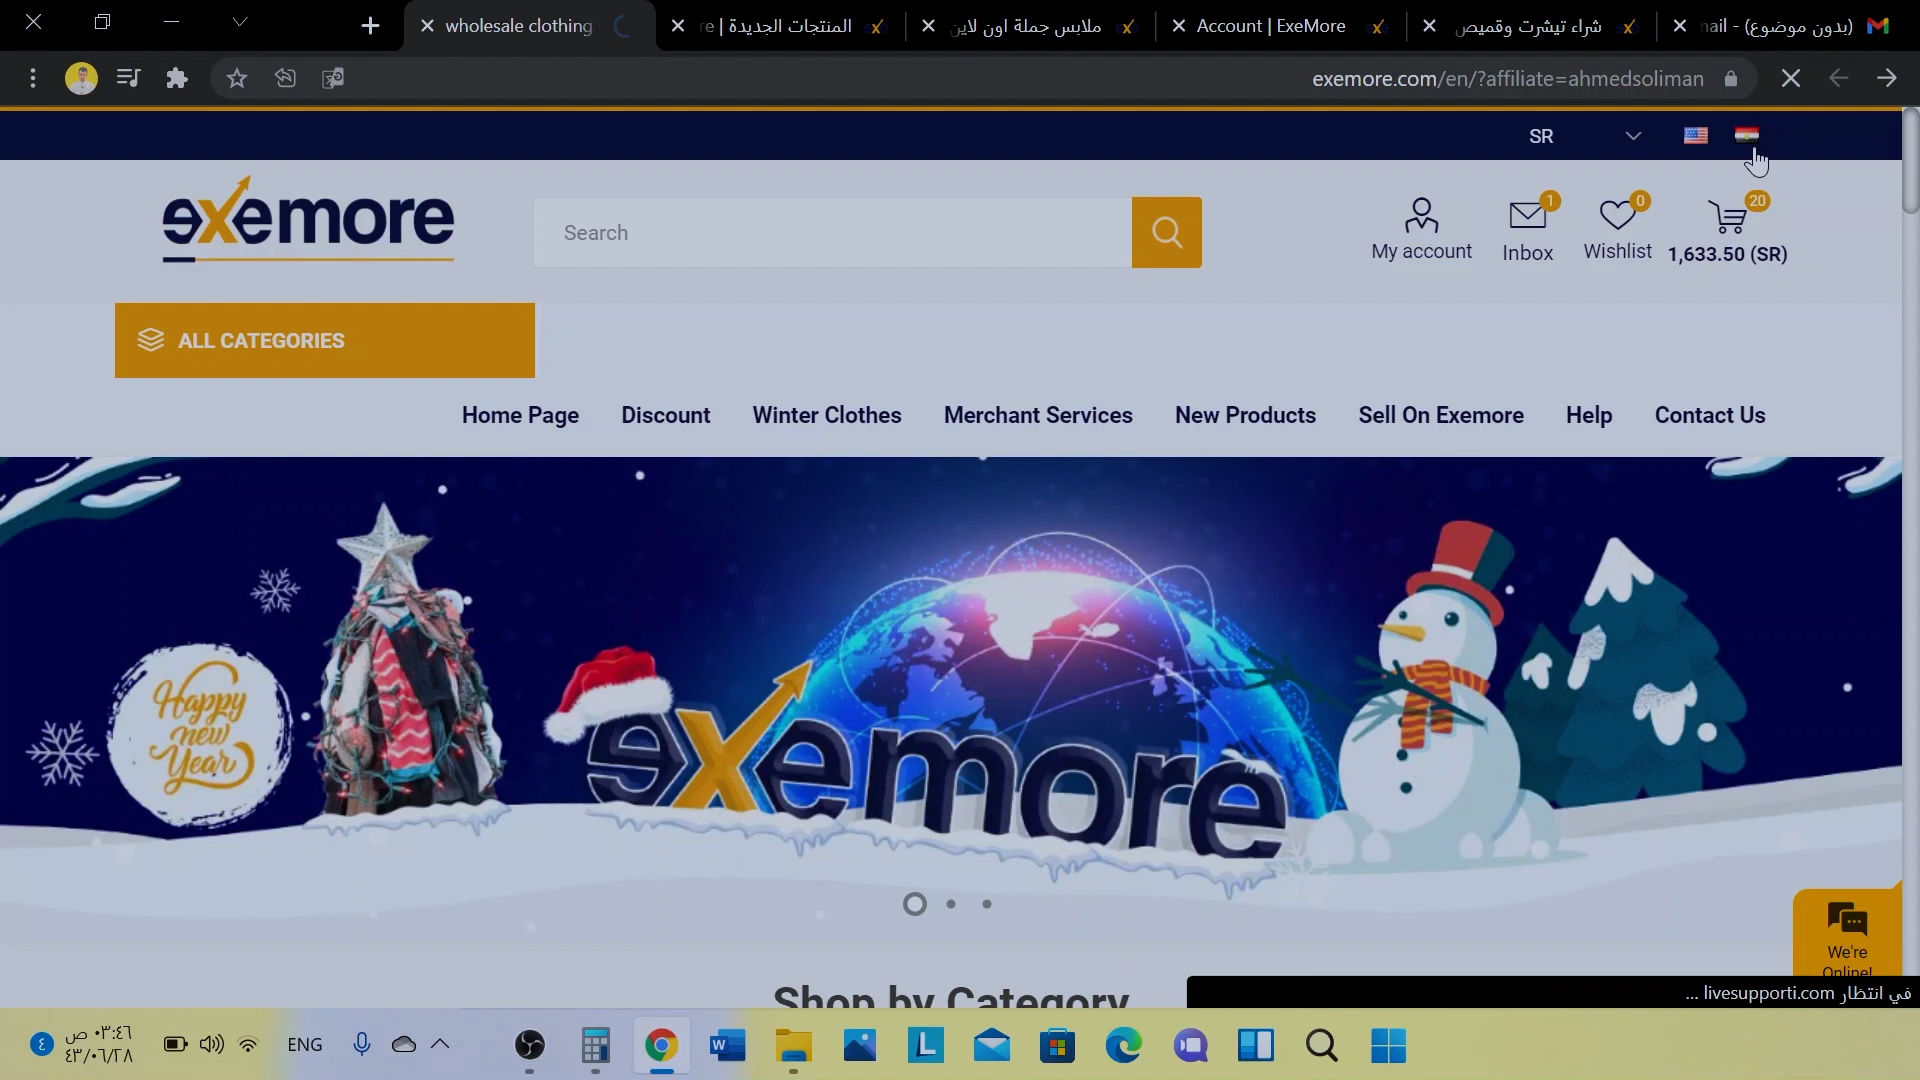 wholesale clothing
المنتجات الجديدة | re
ملابس جملة اون لاين
Account | ExeMore
شراء تيشرت وقميص
(بدون موضوع) - mail
exemore.com/en/?affiliate=ahmedsoliman
SR
exemore
Search
My account
1
Inbox
0
Wishlist
20
1,633.50 (SR)
ALL CATEGORIES
Home Page
Discount
Winter Clothes
Merchant Services
New Products
Sell On Exemore
Help
Contact Us
Happy
new
Year
exemore
We're
Online!
Shop by Category
في انتظار livesupporti.com ...
٤
٠٣:٤٦ ص
٤٣/٠٦/٢٨
ENG
W
L